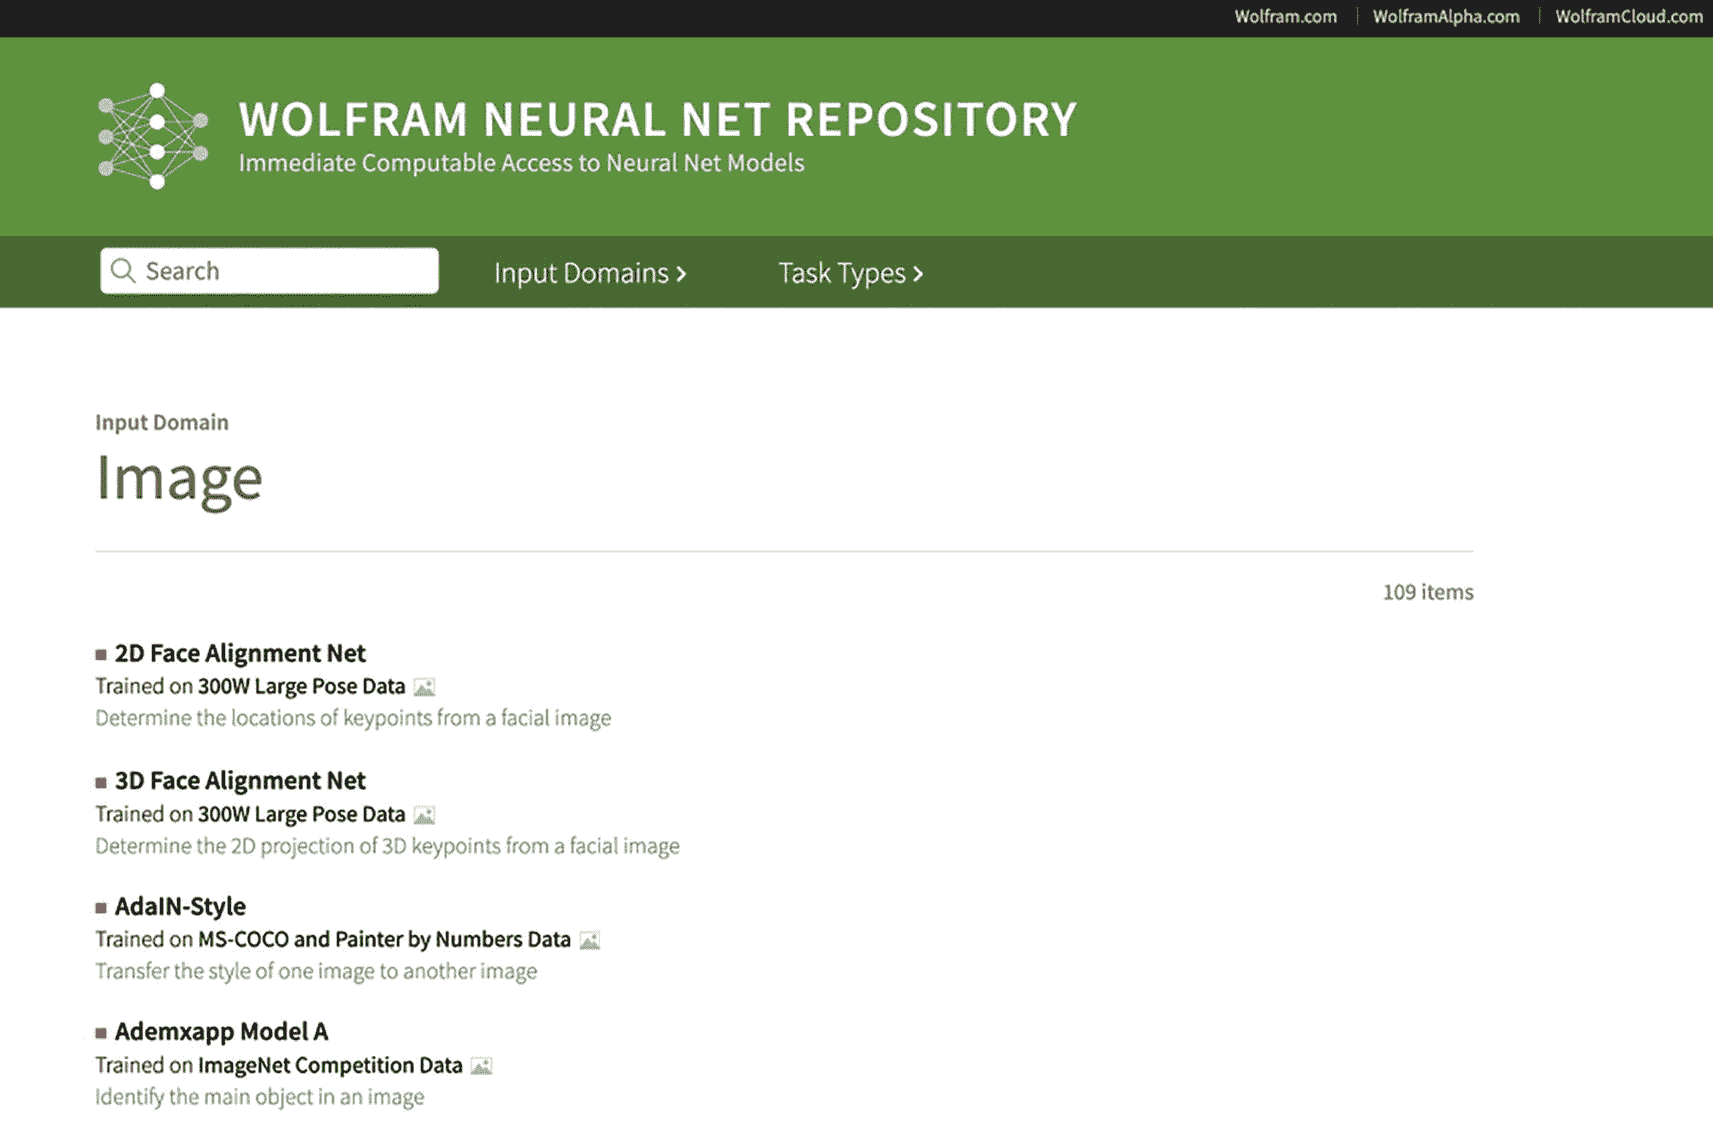 Wolfram.com | WolframAlpha.com | WolframCloud.com
WOLFRAM NEURAL NET REPOSITORY
Immediate Computable Access to Neural Net Models
Search Input Domains › Task Types ›
Input Domain
Image
109 items
2D Face Alignment Net
Trained on 300W Large Pose Data
Determine the locations of keypoints from a facial image
3D Face Alignment Net
Trained on 300W Large Pose Data
Determine the 2D projection of 3D keypoints from a facial image
AdaIN-Style
Trained on MS-COCO and Painter by Numbers Data
Transfer the style of one image to another image
Ademxapp Model A
Trained on ImageNet Competition Data
Identify the main object in an image